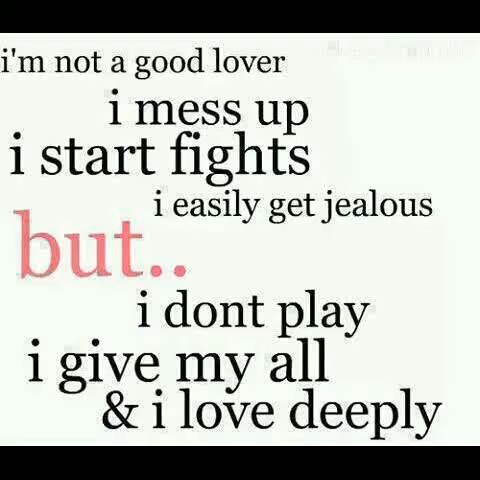 i'm not a good lover
i mess up
i start fights
i easily get jealous
but..
i dont play
i give my all
& i love deeply